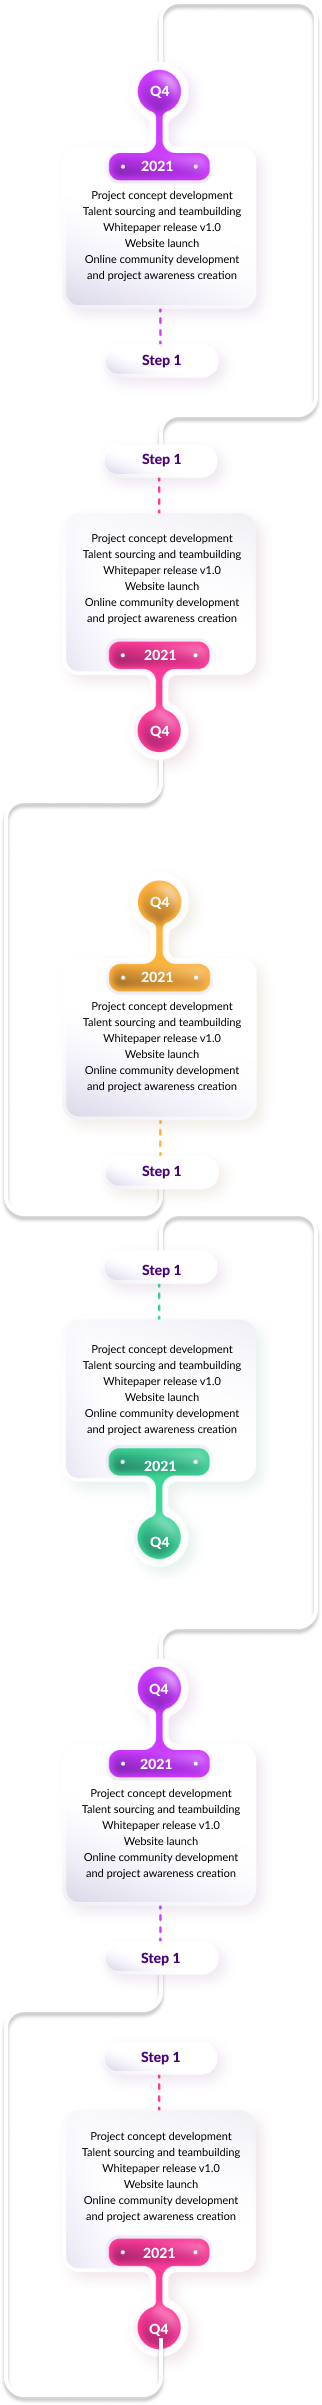 Q4
2021
Project concept development
Talent sourcing and teambuilding
Whitepaper release v1.0
Website launch
Online community development
and project awareness creation
Step 1
Step 1
Project concept development
Talent sourcing and teambuilding
Whitepaper release v1.0
Website launch
Online community development
and project awareness creation
2021
Q4
Q4
2021
Project concept development
Talent sourcing and teambuilding
Whitepaper release v1.0
Website launch
Online community development
and project awareness creation
Step 1
Step 1
Project concept development
Talent sourcing and teambuilding
Whitepaper release v1.0
Website launch
Online community development
and project awareness creation
2021
Q4
Q4
2021
Project concept development
Talent sourcing and teambuilding
Whitepaper release v1.0
Website launch
Online community development
and project awareness creation
Step 1
Step 1
Project concept development
Talent sourcing and teambuilding
Whitepaper release v1.0
Website launch
Online community development
and project awareness creation
2021
Q4